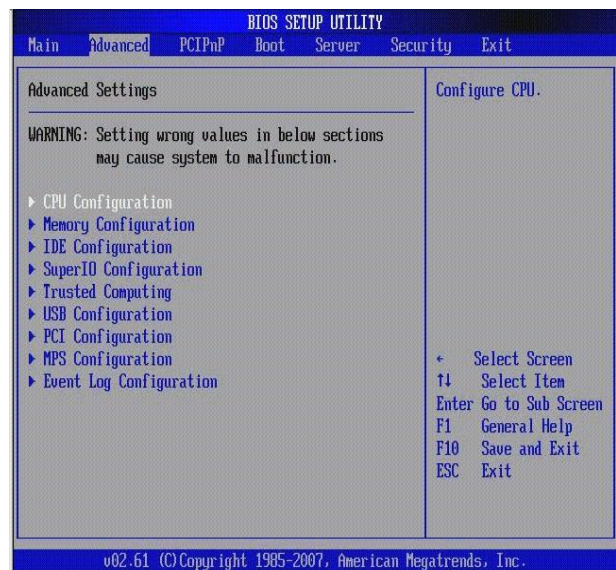 BIOS SETUP UTILITY
Main Advanced PCIPnP Boot Server Security Exit
Advanced Settings
WARNING: Setting wrong values in below sections
may cause system to malfunction.
▶ CPU Configuration
▶ Memory Configuration
▶ IDE Configuration
▶ SuperIO Configuration
▶ Trusted Computing
▶ USB Configuration
▶ PCI Configuration
▶ MPS Configuration
▶ Event Log Configuration
Configure CPU.
← Select Screen
↑↓ Select Item
Enter Go to Sub Screen
F1 General Help
F10 Save and Exit
ESC Exit
v02.61 (C)Copyright 1985-2007, American Megatrends, Inc.